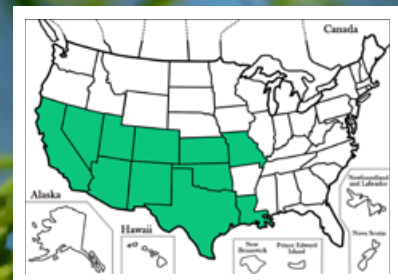 Canada
Newfoundland
and Labrador
Alaska
Hawaii
Nova Scotia
New
Brunswick
Prince Edward
Island